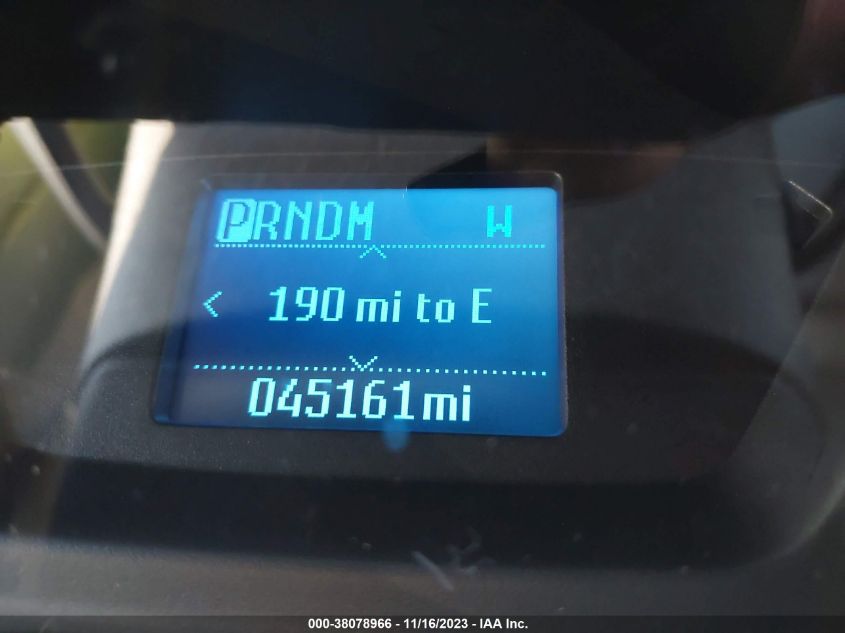 PRNDM W
< 190 mi to E
045161mi
000-38078966 - 11/16/2023 - IAA Inc.